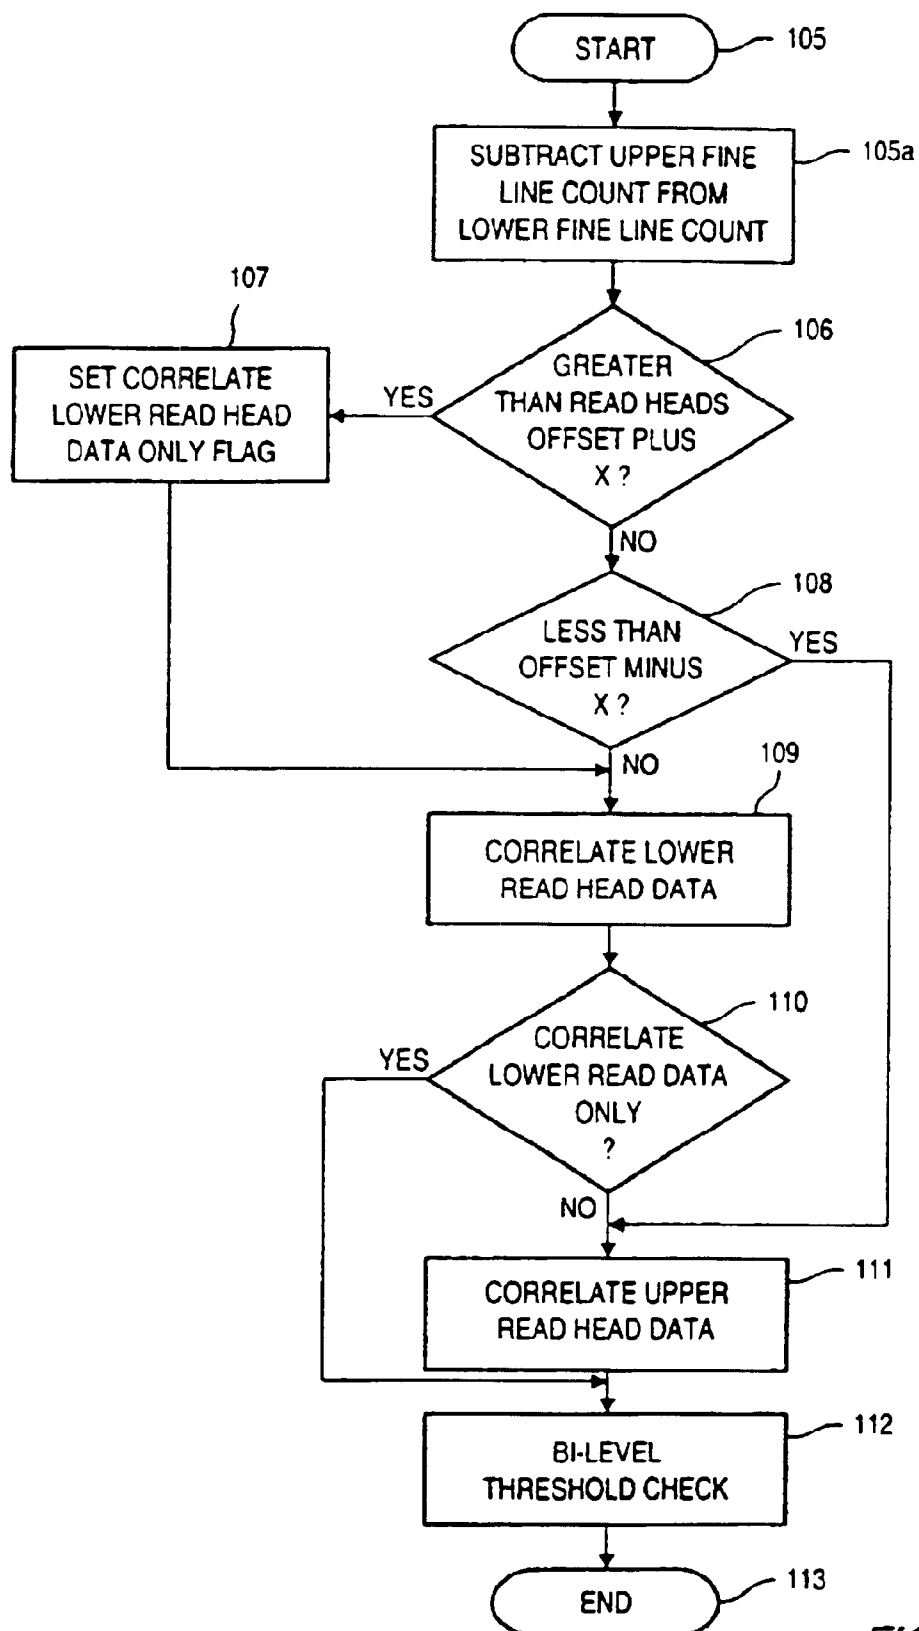 START
105
SUBTRACT UPPER FINE
LINE COUNT FROM
LOWER FINE LINE COUNT
105a
107
SET CORRELATE
LOWER READ HEAD
DATA ONLY FLAG
YES
GREATER
THAN READ HEADS
OFFSET PLUS
X ?
106
NO
LESS THAN
OFFSET MINUS
X ?
108
YES
NO
109
CORRELATE LOWER
READ HEAD DATA
110
YES
CORRELATE
LOWER READ DATA
ONLY
?
NO
CORRELATE UPPER
READ HEAD DATA
111
BI-LEVEL
THRESHOLD CHECK
112
END
113